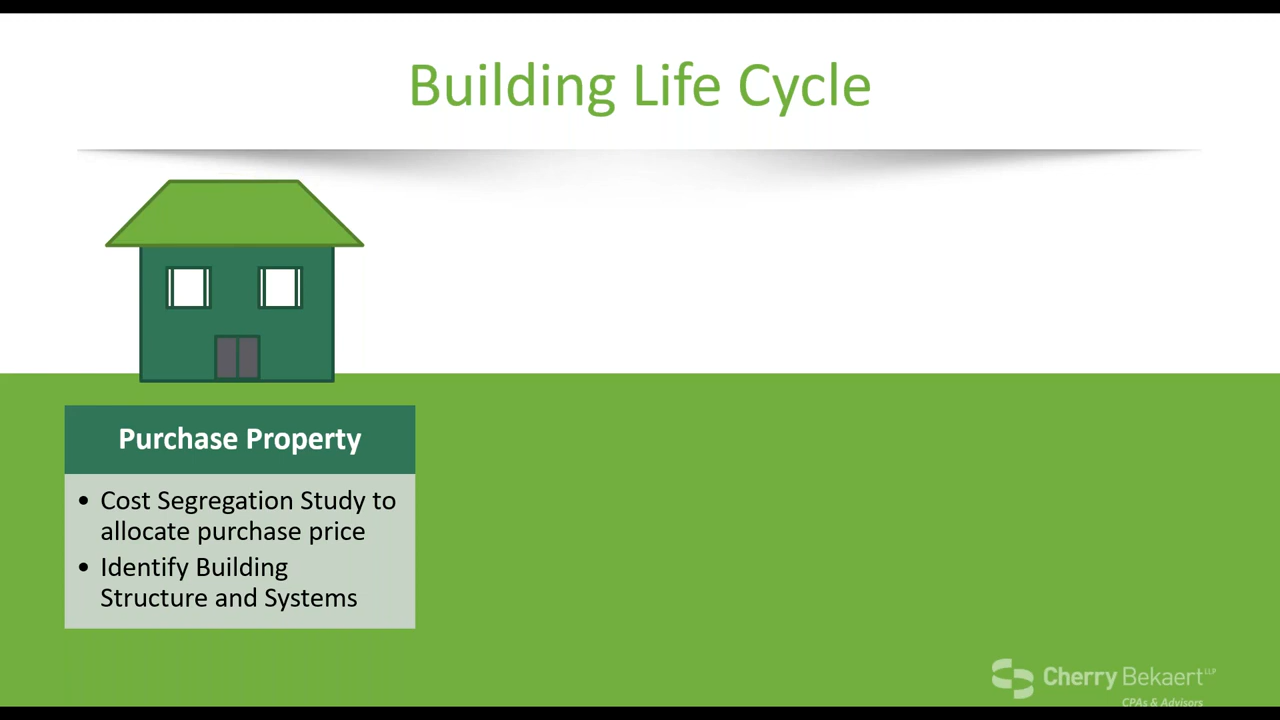 Building Life Cycle
Purchase Property
• Cost Segregation Study to
allocate purchase price
• Identify Building
Structure and Systems
Cherry Bekaert LLP
CPAs & Advisors